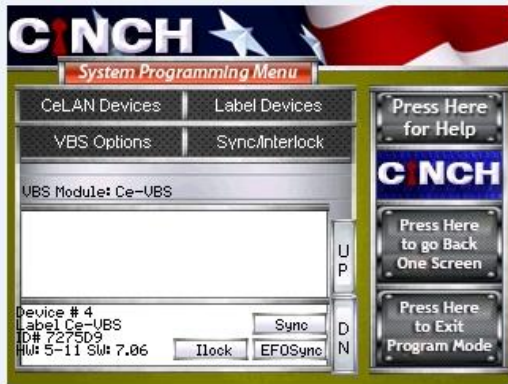 CiNCH
System Programming Menu
CeLAN Devices
Label Devices
VBS Options
Sync/Interlock
VBS Module: Ce-VBS
UP
Device # 4
Label Ce-VBS
ID# 7275D9
HW: 5-11 SW: 7.06
Sync
Ilock
EFOSync
DN
Press Here
for Help
CiNCH
Press Here
to go Back
One Screen
Press Here
to Exit
Program Mode